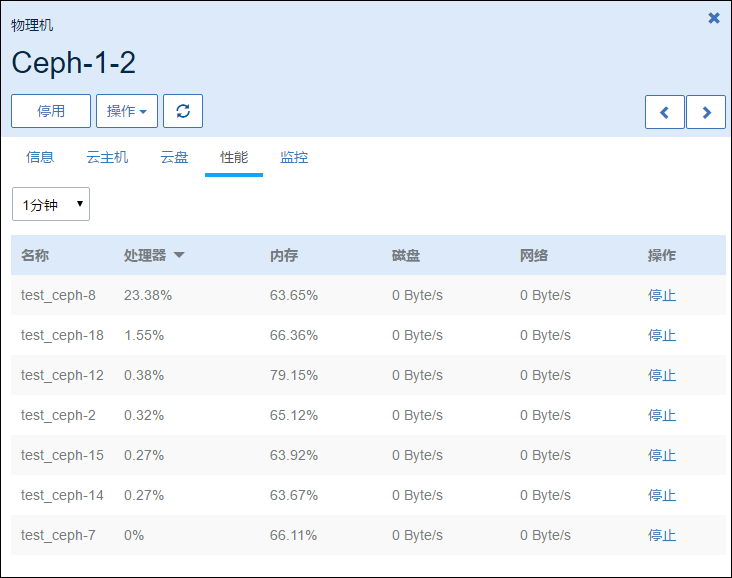 物理机
Ceph-1-2
停用 操作
信息 云主机 云盘 性能 监控
1分钟
名称 处理器 内存 磁盘 网络 操作
test_ceph-8 23.38% 63.65% 0 Byte/s 0 Byte/s 停止
test_ceph-18 1.55% 66.36% 0 Byte/s 0 Byte/s 停止
test_ceph-12 0.38% 79.15% 0 Byte/s 0 Byte/s 停止
test_ceph-2 0.32% 65.12% 0 Byte/s 0 Byte/s 停止
test_ceph-15 0.27% 63.92% 0 Byte/s 0 Byte/s 停止
test_ceph-14 0.27% 63.67% 0 Byte/s 0 Byte/s 停止
test_ceph-7 0% 66.11% 0 Byte/s 0 Byte/s 停止